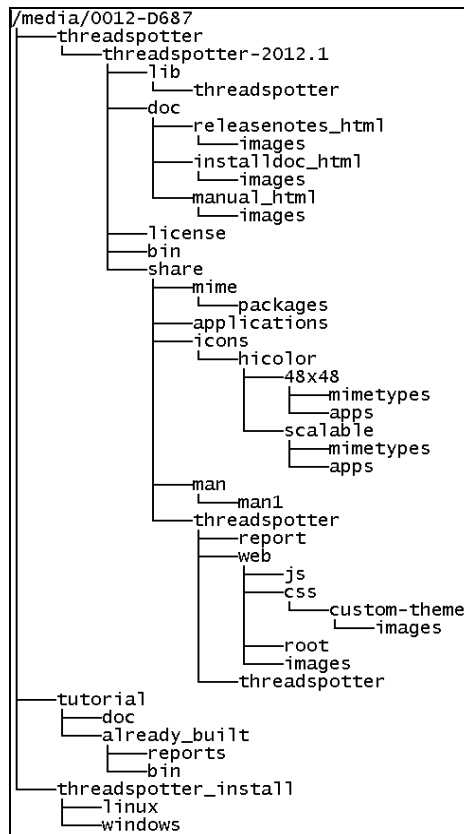 /media/0012-D687
threadspotter
threadspotter-2012.1
lib
threadspotter
doc
releasenotes_html
images
installdoc_html
images
manual_html
images
license
bin
share
mime
packages
applications
icons
hicolor
48x48
mimetypes
apps
scalable
mimetypes
apps
man
man1
threadspotter
report
web
js
css
custom-theme
images
root
images
threadspotter
tutorial
doc
already_built
reports
bin
threadspotter_install
linux
windows